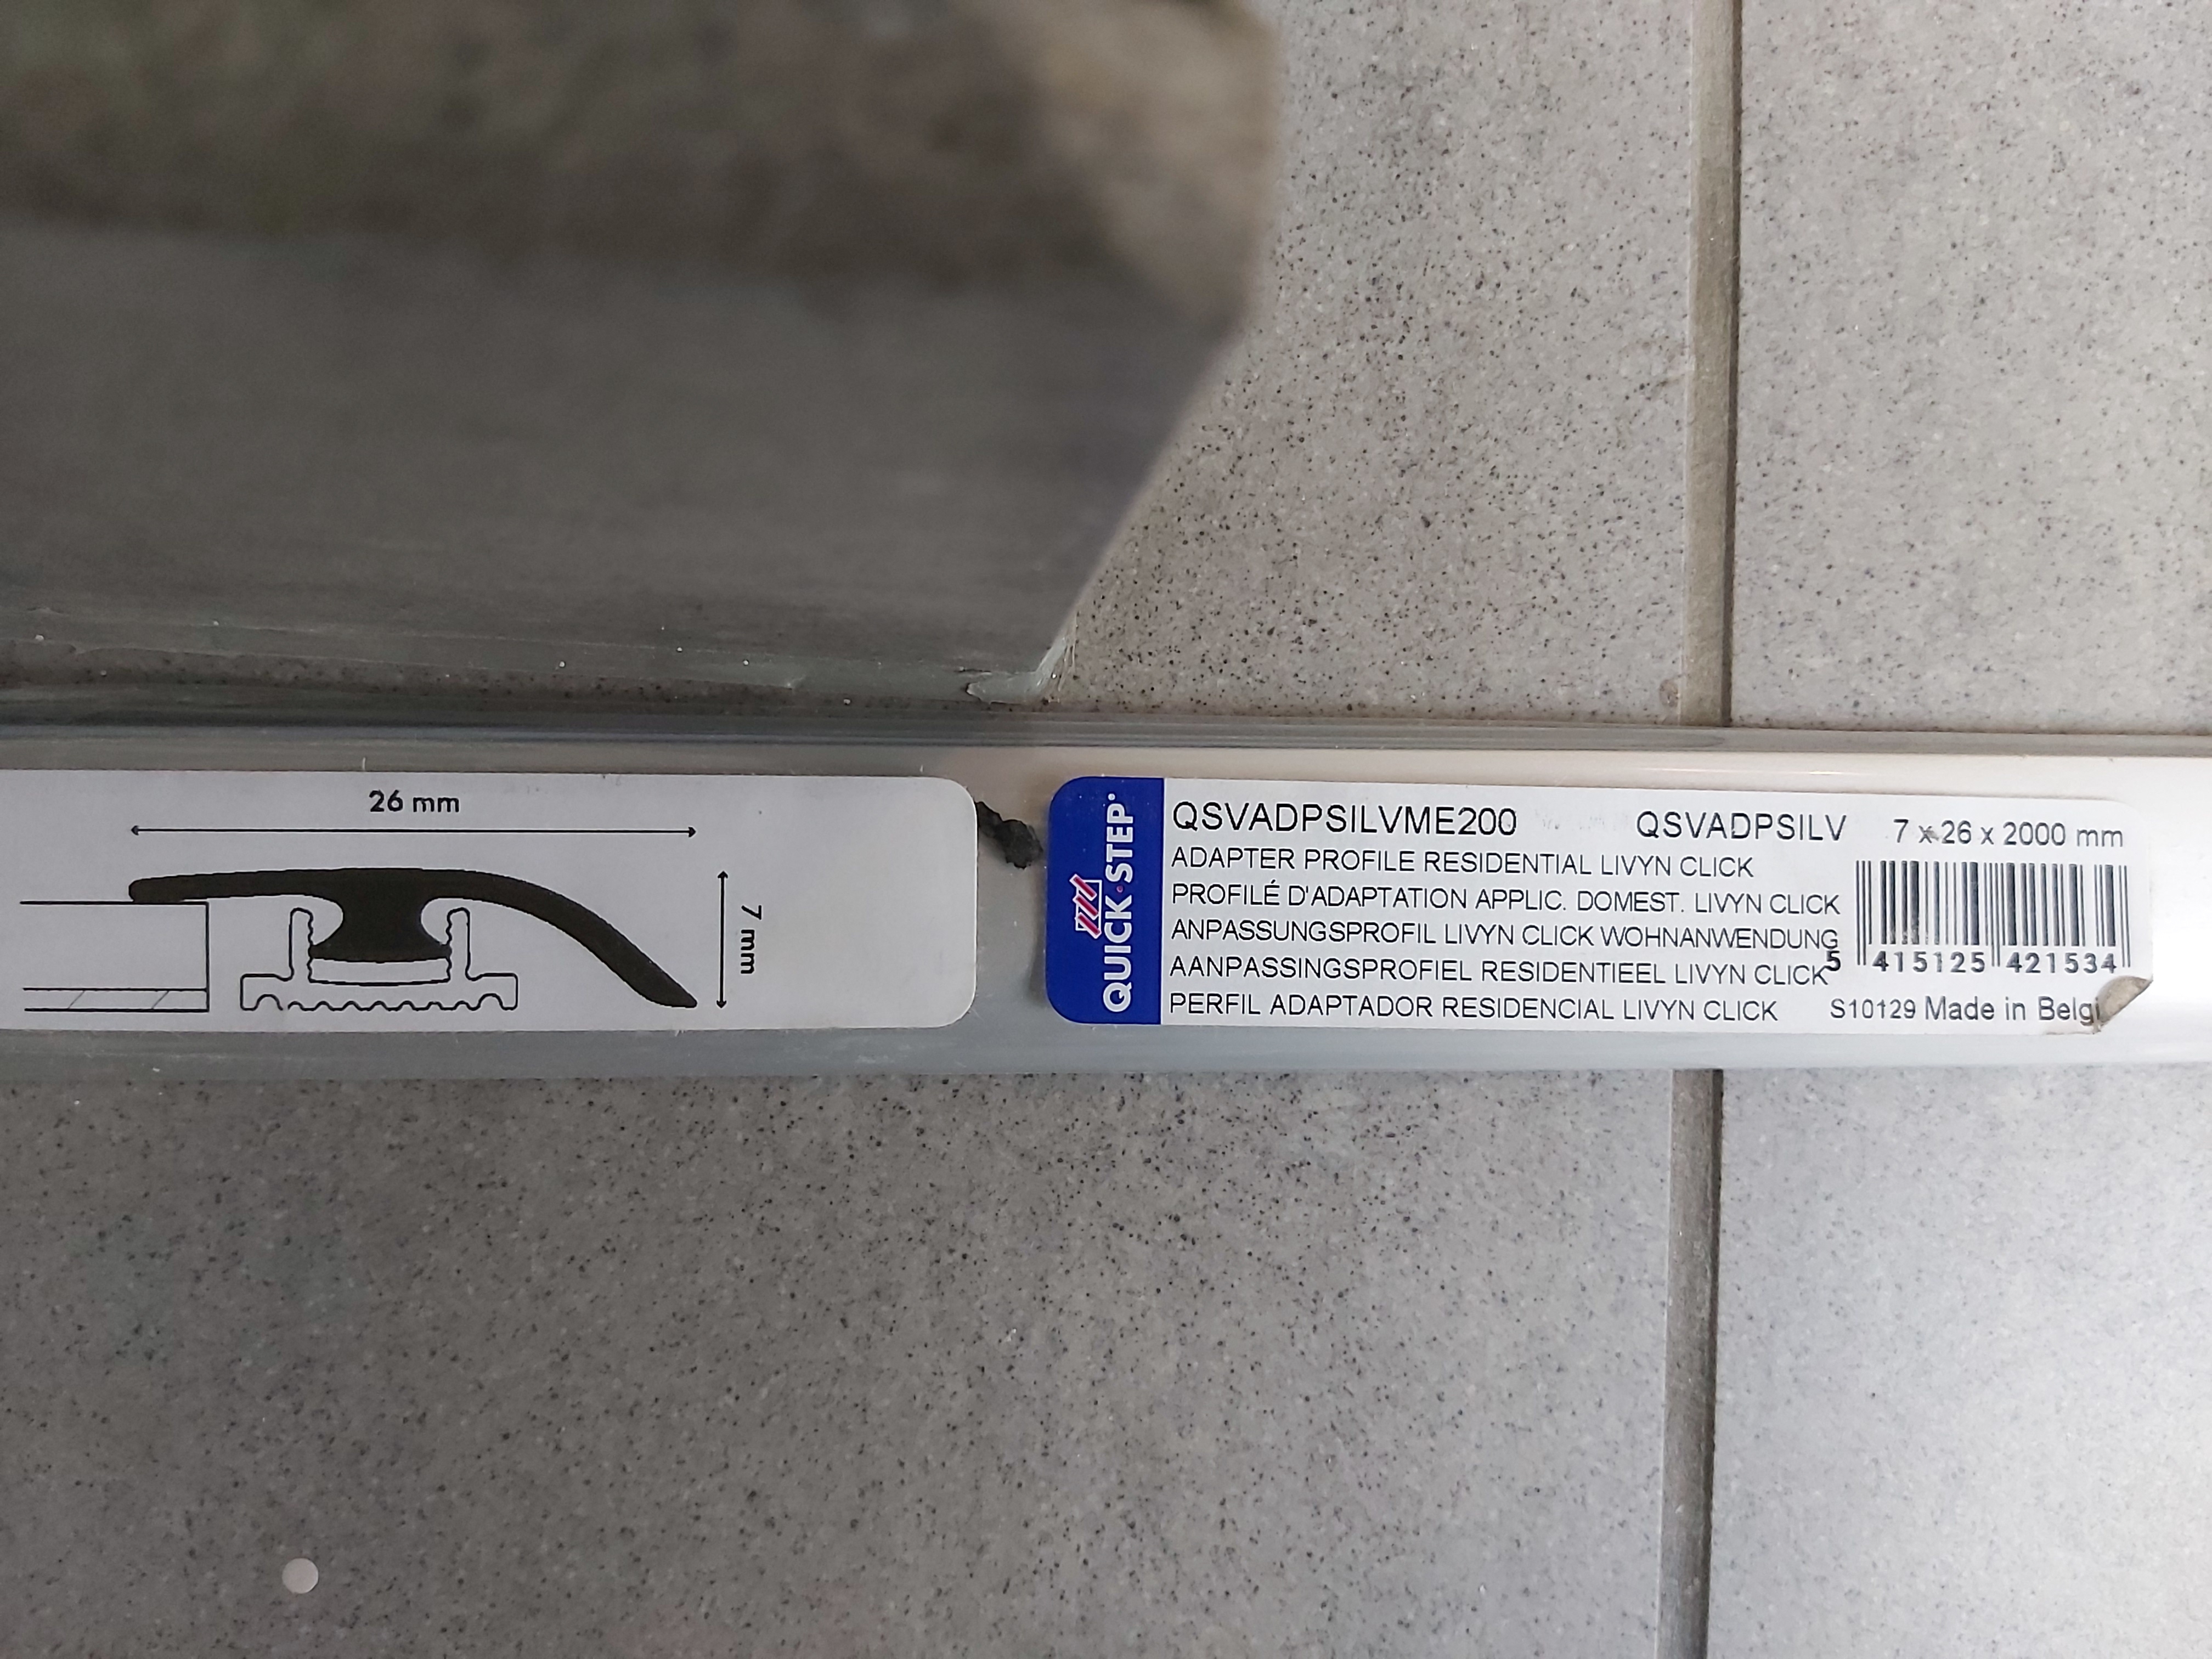 26 mm
7 mm
QUICK·STEP
QSVADPSILVME200 QSVADPSILV 7 x 26 x 2000 mm
ADAPTER PROFILE RESIDENTIAL LIVYN CLICK
PROFILÉ D'ADAPTATION APPLIC. DOMEST. LIVYN CLICK
ANPASSUNGSPROFIL LIVYN CLICK WOHNANWENDUNG
AANPASSINGSPROFIEL RESIDENTIEEL LIVYN CLICK
PERFIL ADAPTADOR RESIDENCIAL LIVYN CLICK
5 415125 421534
S10129 Made in Belgi